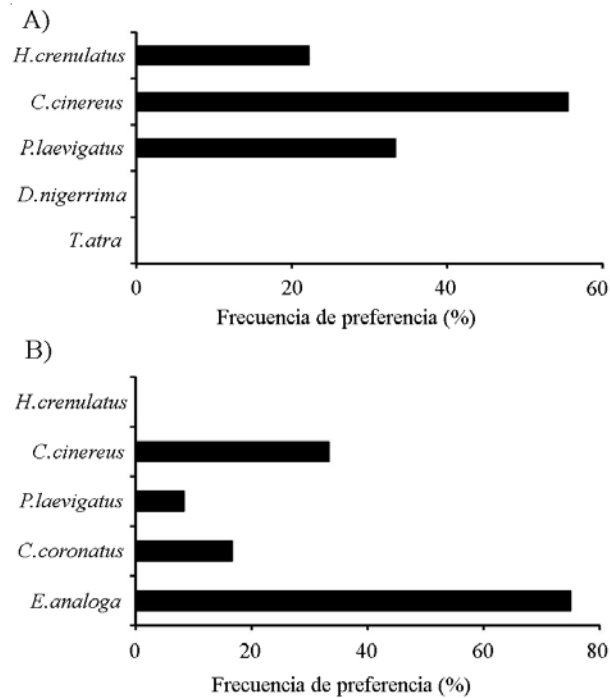 A)
H.crenulatus
C.cinereus
P.laevigatus
D.nigerrima
T.atra
0 20 40 60
Frecuencia de preferencia (%)
B)
H.crenulatus
C.cinereus
P.laevigatus
C.coronatus
E.analoga
0 20 40 60 80
Frecuencia de preferencia (%)